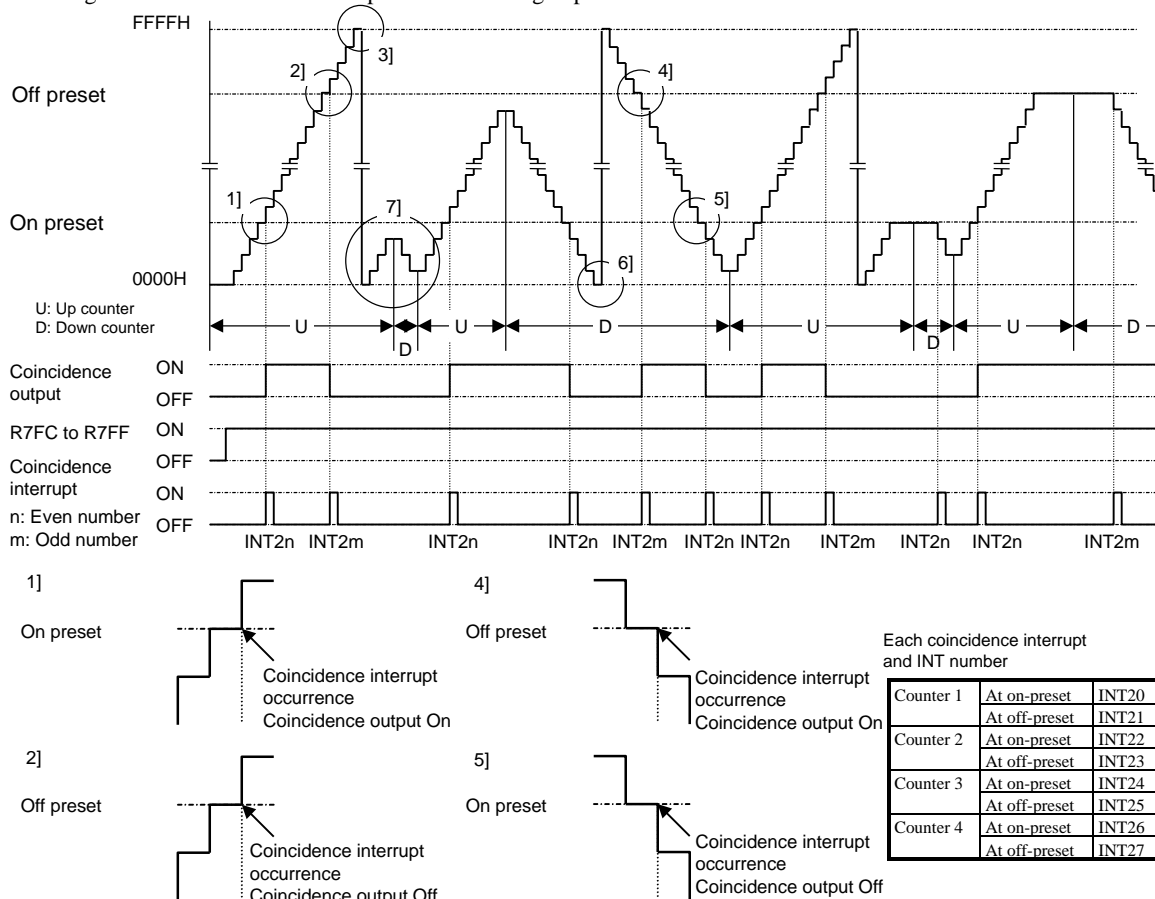 FFFFH
3]
2]
4]
Off preset
1]
7]
5]
On preset
6]
0000H
U: Up counter
D: Down counter
U
D
U
D
U
D
U
D
Coincidence
output
ON
OFF
R7FC to R7FF
ON
OFF
Coincidence
interrupt
ON
OFF
n: Even number
m: Odd number
INT2n INT2m INT2n INT2n INT2m INT2n INT2n INT2m INT2n INT2n INT2m
1]
On preset
Coincidence interrupt
occurrence
Coincidence output On
4]
Off preset
Coincidence interrupt
occurrence
Coincidence output On
2]
Off preset
Coincidence interrupt
occurrence
Coincidence output Off
5]
On preset
Coincidence interrupt
occurrence
Coincidence output Off
Each coincidence interrupt
and INT number
Counter 1 At on-preset INT20
At off-preset INT21
Counter 2 At on-preset INT22
At off-preset INT23
Counter 3 At on-preset INT24
At off-preset INT25
Counter 4 At on-preset INT26
At off-preset INT27